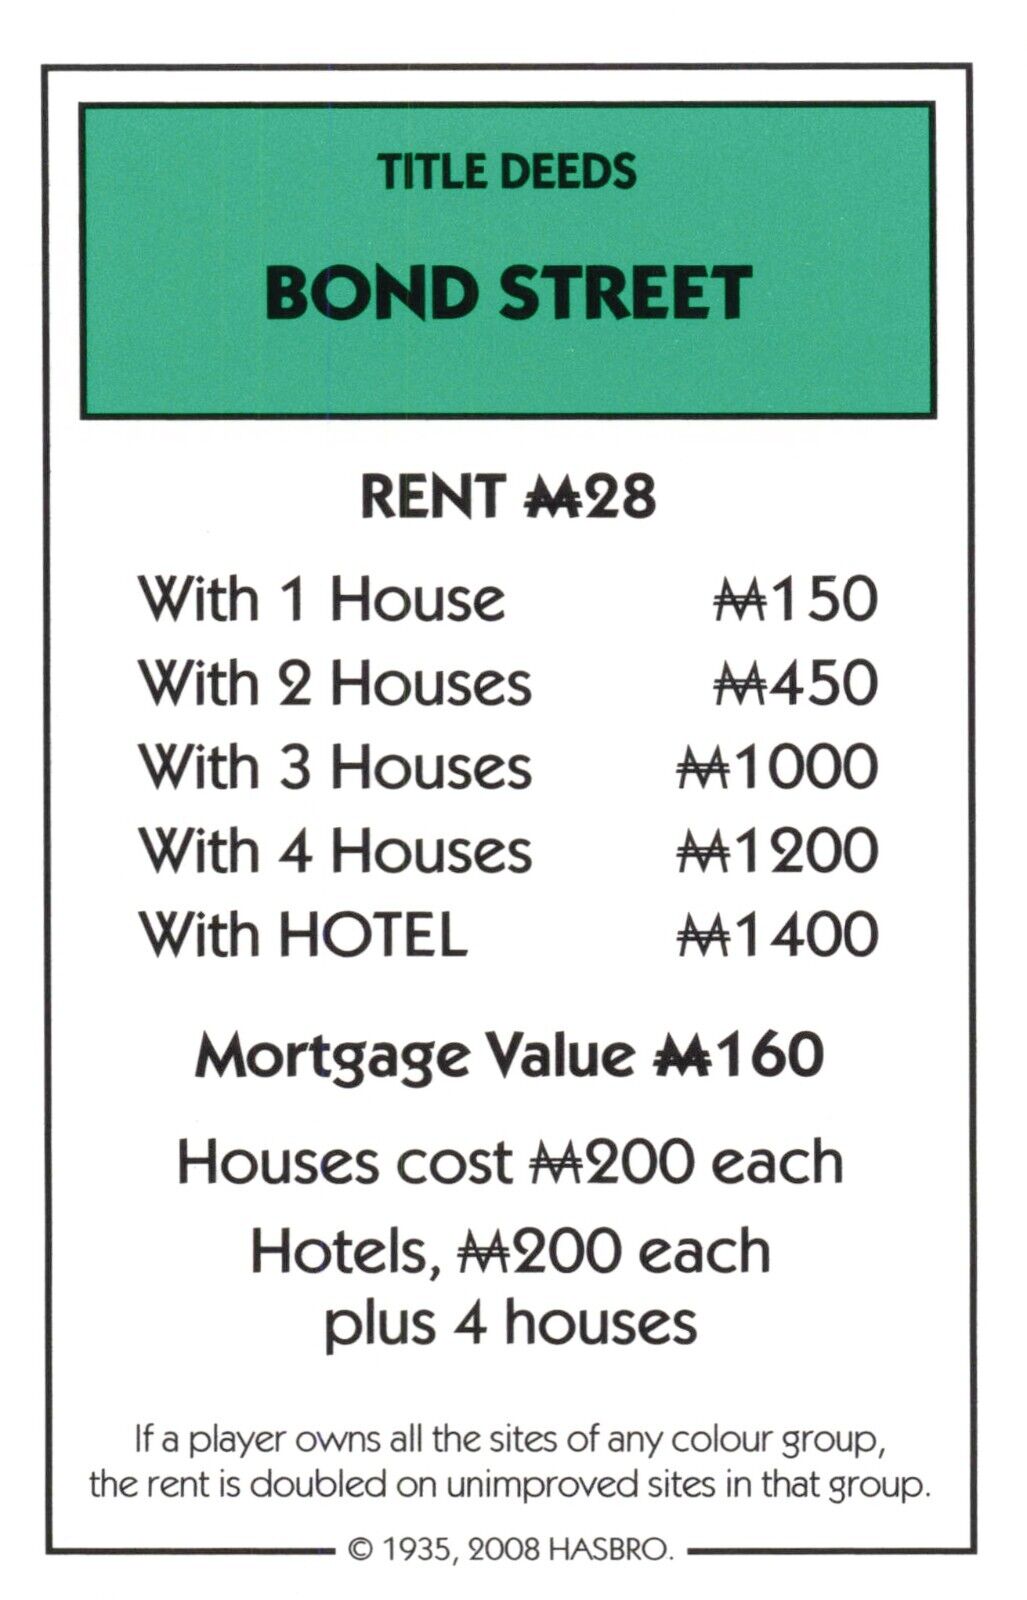 TITLE DEEDS
BOND STREET
RENT ₩28
With 1 House ₩150
With 2 Houses ₩450
With 3 Houses ₩1000
With 4 Houses ₩1200
With HOTEL ₩1400
Mortgage Value ₩160
Houses cost ₩200 each
Hotels, ₩200 each
plus 4 houses
If a player owns all the sites of any colour group,
the rent is doubled on unimproved sites in that group.
© 1935, 2008 HASBRO.